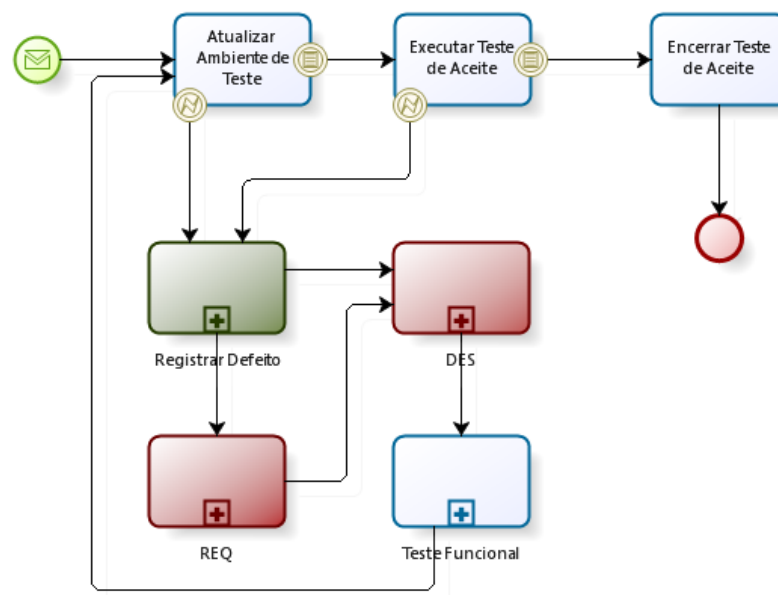 Atualizar
Ambiente de
Teste
Executar Teste
de Aceite
Encerrar Teste
de Aceite
Registrar Defeito
DES
REQ
Teste Funcional